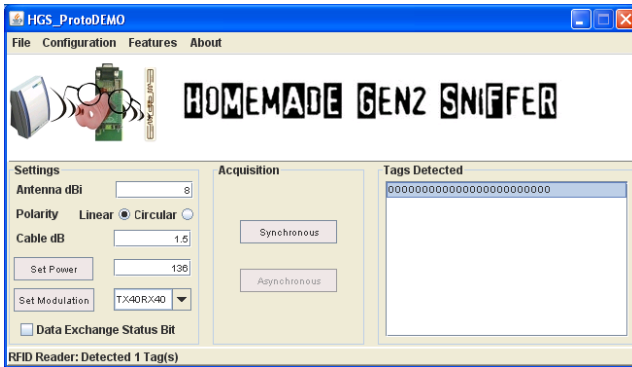 HGS_ProtoDEMO
File Configuration Features About
HOMEMADE GEN2 SNIFFER
Settings
Antenna dBi 8
Polarity Linear Circular
Cable dB 1.5
Set Power 136
Set Modulation TX40RX40
Data Exchange Status Bit
Acquisition
Synchronous
Asynchronous
Tags Detected
000000000000000000000000
RFID Reader: Detected 1 Tag(s)